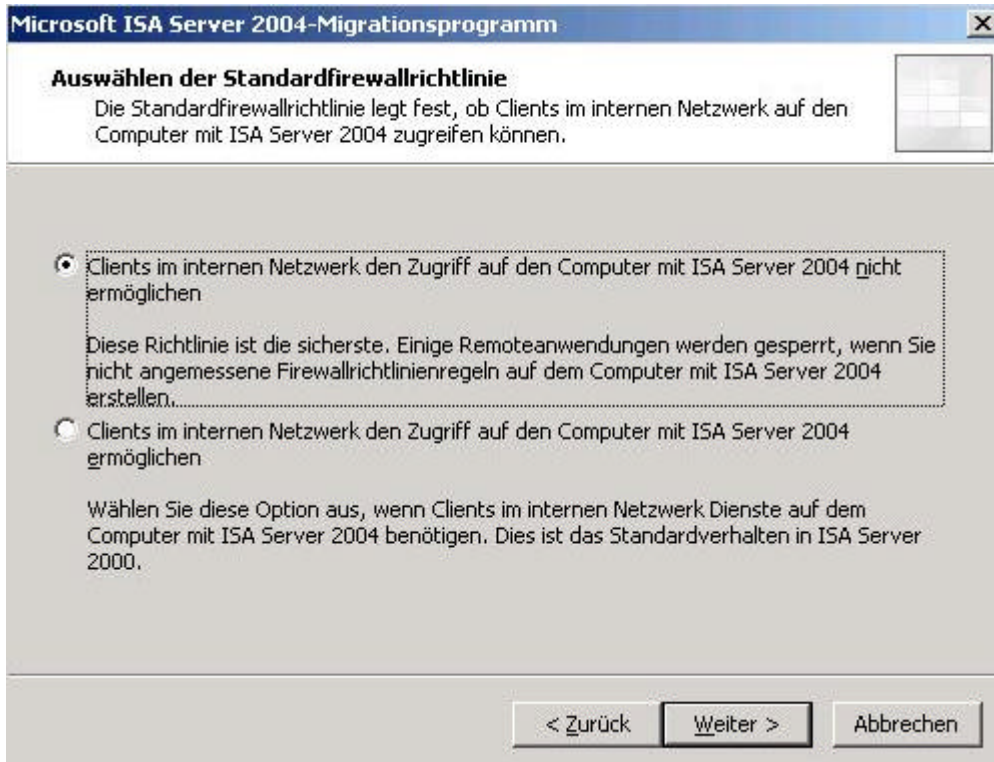 Microsoft ISA Server 2004-Migrationsprogramm
Auswählen der Standardfirewallrichtlinie
Die Standardfirewallrichtlinie legt fest, ob Clients im internen Netzwerk auf den
Computer mit ISA Server 2004 zugreifen können.
Clients im internen Netzwerk den Zugriff auf den Computer mit ISA Server 2004 nicht
ermöglichen
Diese Richtlinie ist die sicherste. Einige Remoteanwendungen werden gesperrt, wenn Sie
nicht angemessene Firewallrichtlinienregeln auf dem Computer mit ISA Server 2004
erstellen.
Clients im internen Netzwerk den Zugriff auf den Computer mit ISA Server 2004
ermöglichen
Wählen Sie diese Option aus, wenn Clients im internen Netzwerk Dienste auf dem
Computer mit ISA Server 2004 benötigen. Dies ist das Standardverhalten in ISA Server
2000.
< Zurück Weiter > Abbrechen